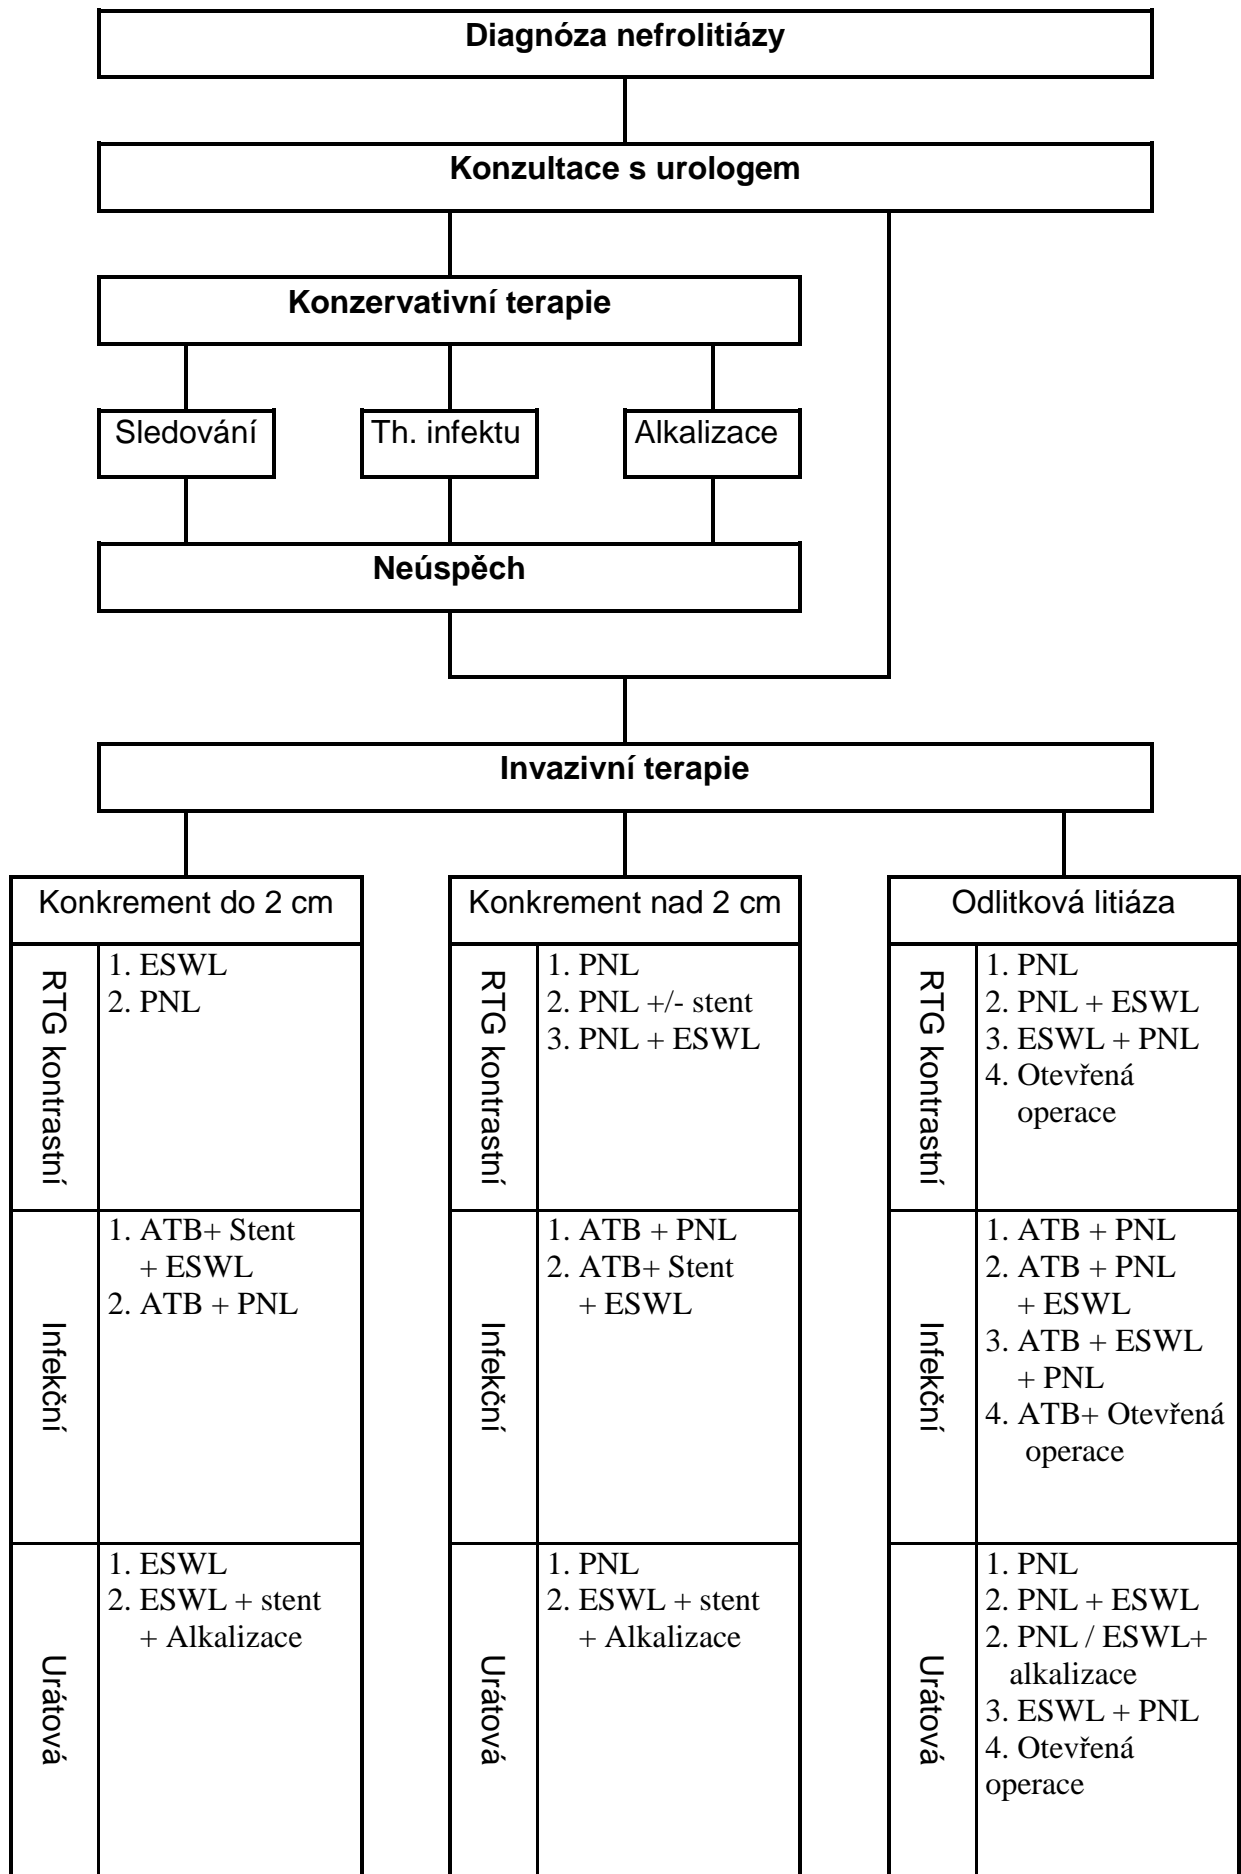 Diagnóza nefrolitiázy
Konzultace s urologem
Konzervativní terapie
Sledování
Th. infektu
Alkalizace
Neúspěch
Invazivní terapie
Konkrement do 2 cm
RTG kontrastní
1. ESWL
2. PNL
Infekční
1. ATB+ Stent
+ ESWL
2. ATB + PNL
Urátová
1. ESWL
2. ESWL + stent
+ Alkalizace
Konkrement nad 2 cm
RTG kontrastní
1. PNL
2. PNL +/- stent
3. PNL + ESWL
Infekční
1. ATB + PNL
2. ATB+ Stent
+ ESWL
Urátová
1. PNL
2. ESWL + stent
+ Alkalizace
Odlitková litiáza
RTG kontrastní
1. PNL
2. PNL + ESWL
3. ESWL + PNL
4. Otevřená
operace
Infekční
1. ATB + PNL
2. ATB + PNL
+ ESWL
3. ATB + ESWL
+ PNL
4. ATB+ Otevřená
operace
Urátová
1. PNL
2. PNL + ESWL
2. PNL / ESWL+
alkalizace
3. ESWL + PNL
4. Otevřená
operace